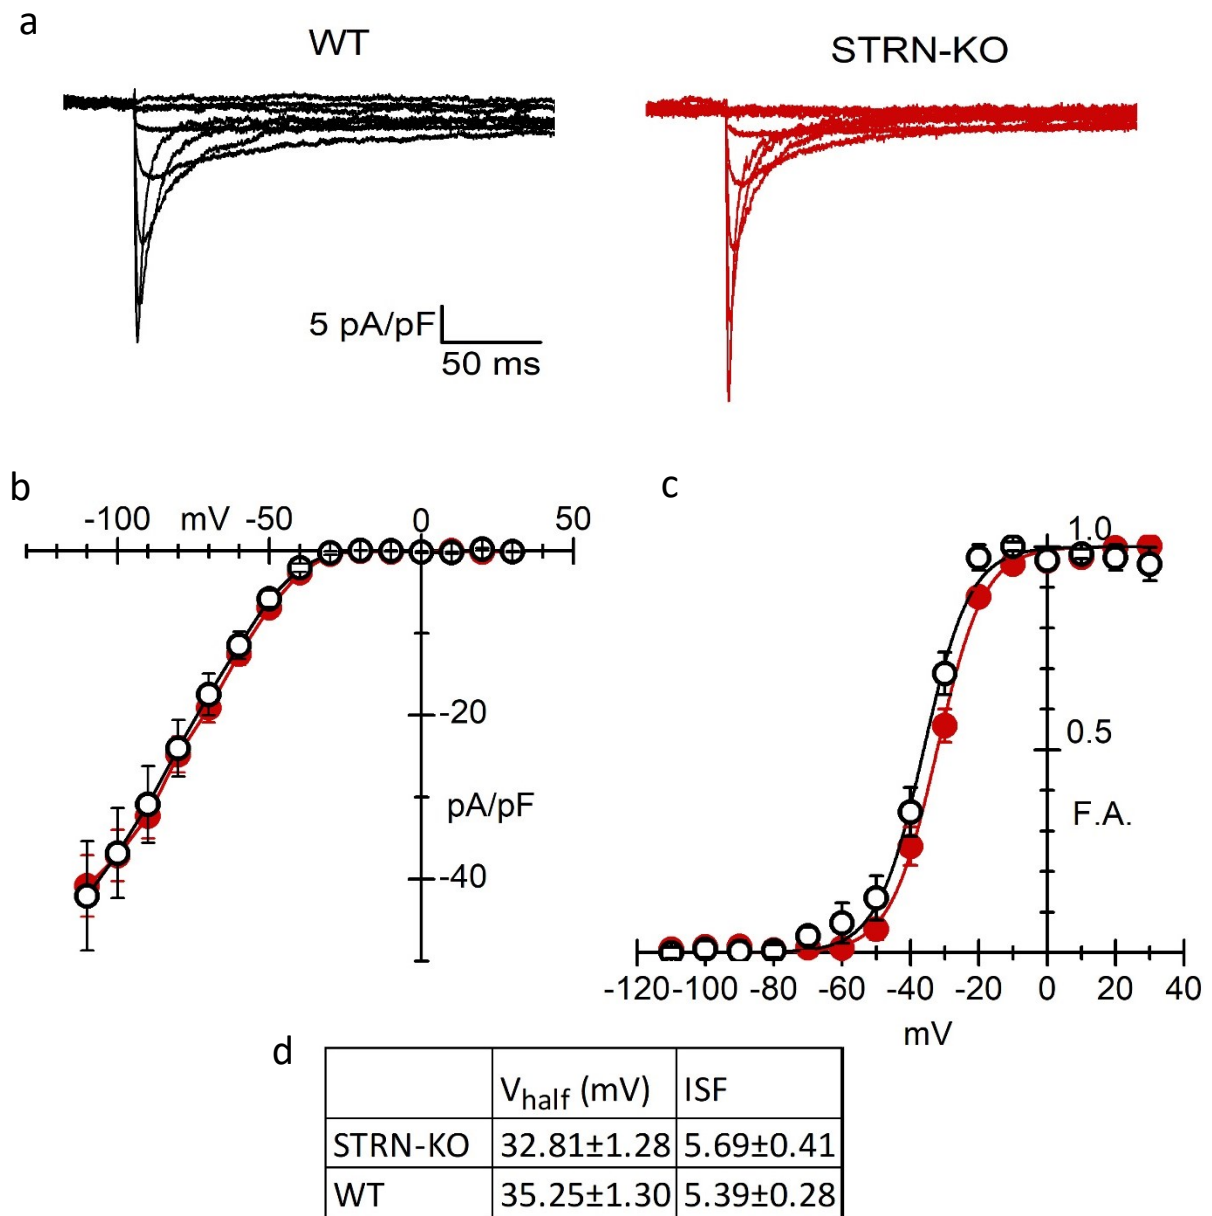 a
WT
STRN-KO
5 pA/pF
50 ms
b
-100 mV -50 0 50
-20
pA/pF
-40
c
1.0
0.5
F.A.
-120 -100 -80 -60 -40 -20 0 20 40
mV
d
Vhalf (mV) ISF
STRN-KO 32.81±1.28 5.69±0.41
WT 35.25±1.30 5.39±0.28